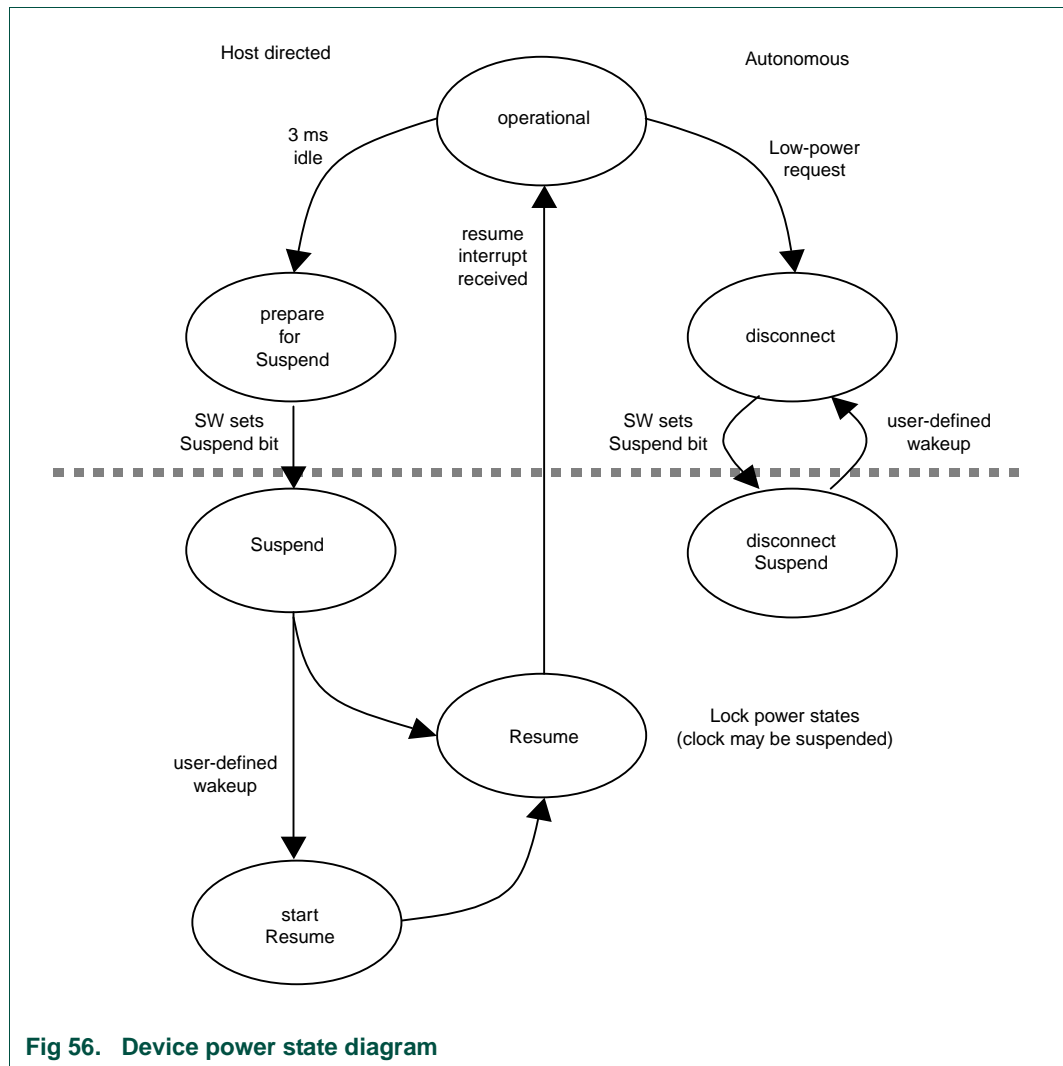 Host directed
Autonomous
operational
3 ms
idle
Low-power
request
resume
interrupt
received
prepare
for
Suspend
disconnect
SW sets
Suspend bit
SW sets
Suspend bit
user-defined
wakeup
Suspend
disconnect
Suspend
Resume
Lock power states
(clock may be suspended)
user-defined
wakeup
start
Resume
Fig 56. Device power state diagram